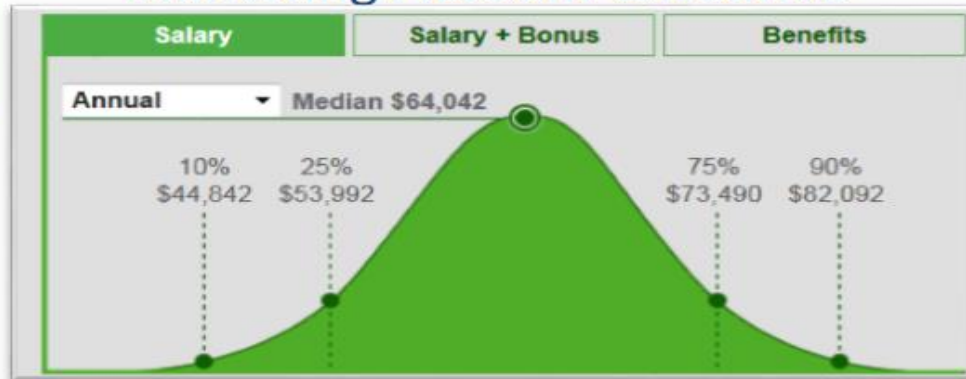 Salary
Salary + Bonus
Benefits
Annual
Median $64,042
10%
$44,842
25%
$53,992
75%
$73,490
90%
$82,092